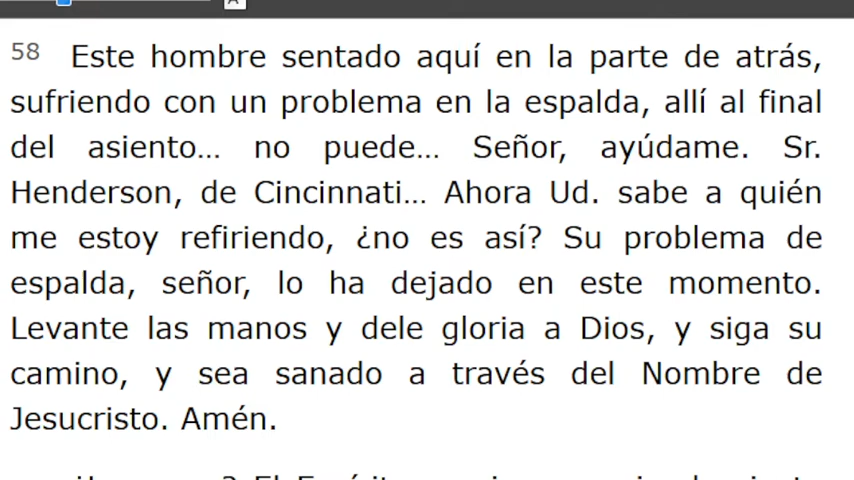 58 Este hombre sentado aquí en la parte de atrás,
sufriendo con un problema en la espalda, allí al final
del asiento... no puede... Señor, ayúdame. Sr.
Henderson, de Cincinnati... Ahora Ud. sabe a quién
me estoy refiriendo, ¿no es así? Su problema de
espalda, señor, lo ha dejado en este momento.
Levante las manos y dele gloria a Dios, y siga su
camino, y sea sanado a través del Nombre de
Jesucristo. Amén.